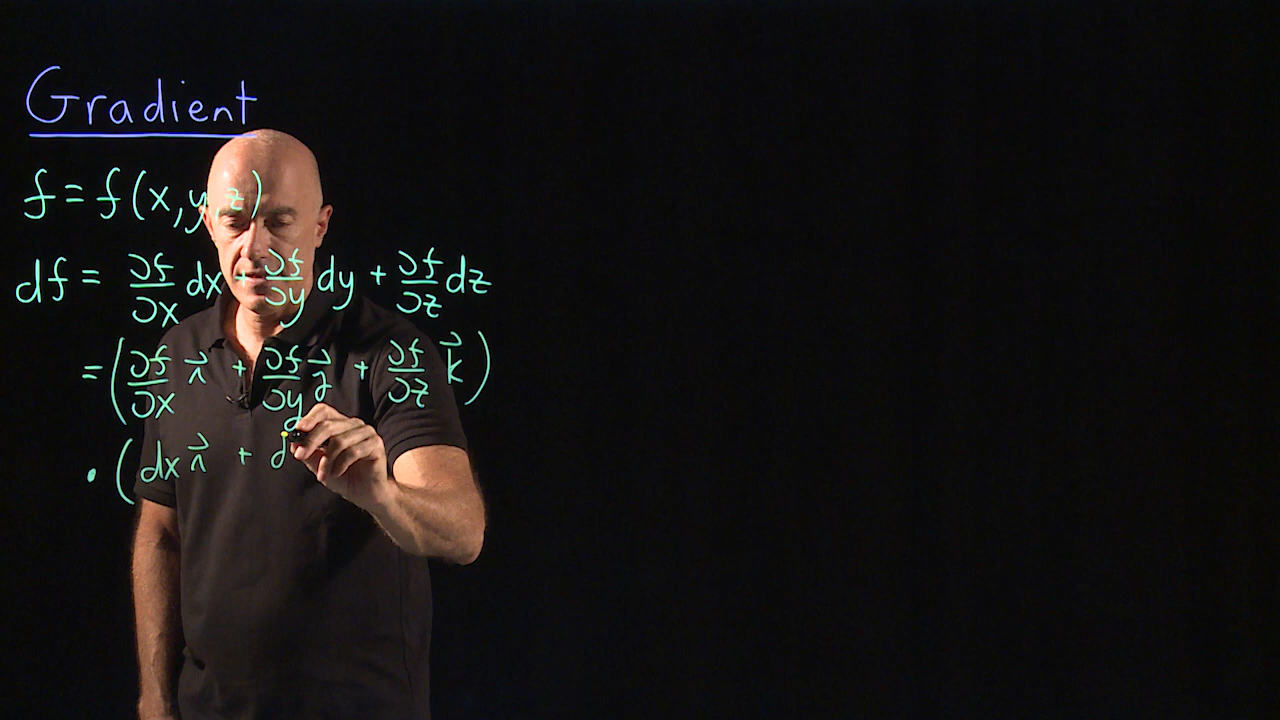 Gradient
f = f(x, y, z)
df = ∂f/∂x dx + ∂f/∂y dy + ∂f/∂z dz
= (∂f/∂x i⃗ + ∂f/∂y j⃗ + ∂f/∂z k⃗)
· (dx i⃗ + d